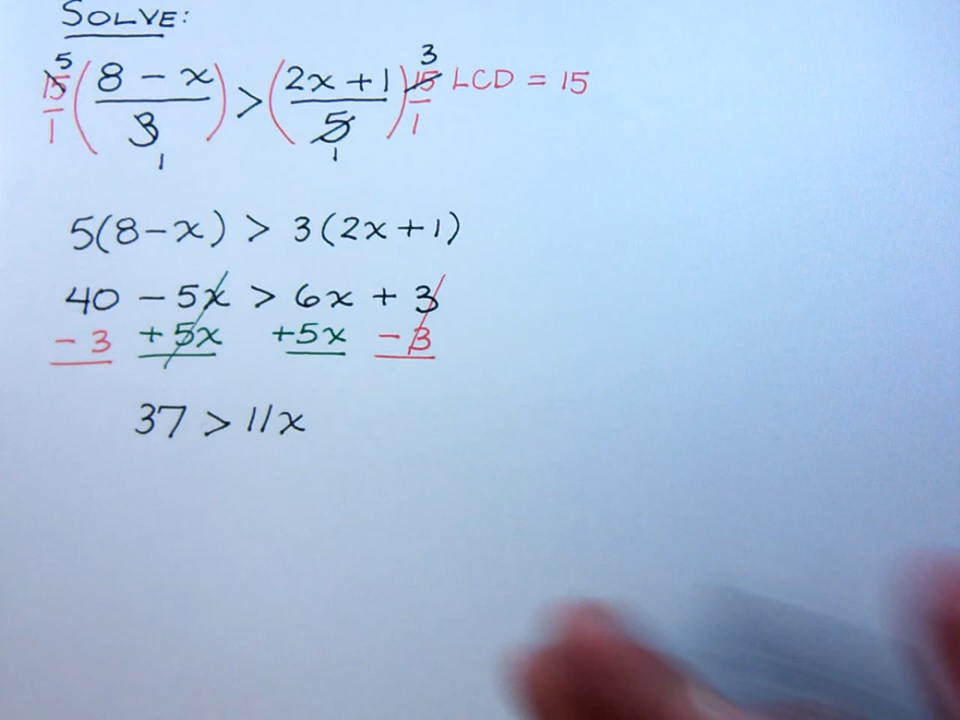 SOLVE:
15/1 5 ( (8 - x)/3 1 ) > ( (2x + 1)/5 1 ) 15/1 3 LCD = 15
5(8 - x) > 3(2x + 1)
40 - 5x > 6x + 3
- 3 + 5x + 5x - 3
37 > 11x